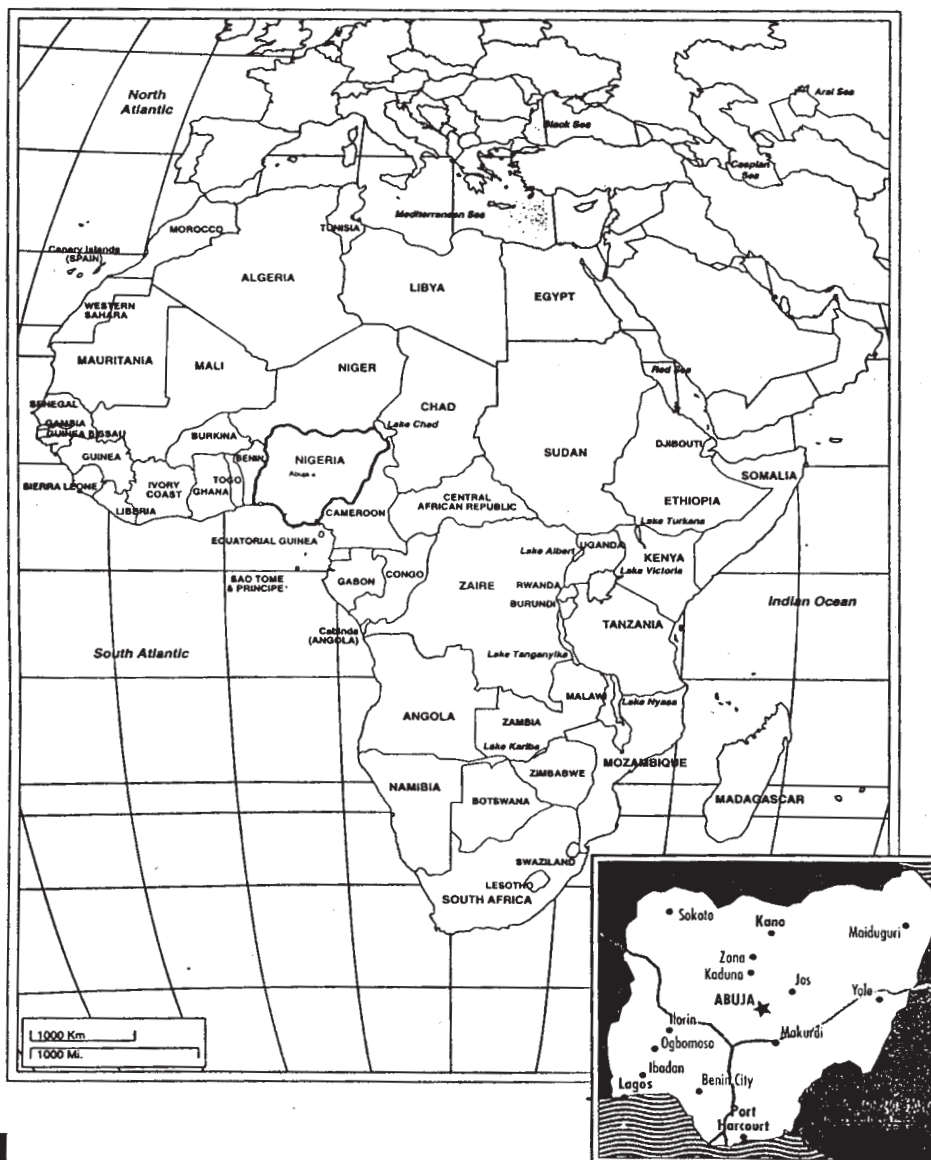 North
Atlantic
Aral Sea
Black Sea
Caspian
Sea
Mediterranean Sea
MOROCCO
TUNISIA
Canary Islands
(SPAIN)
ALGERIA
LIBYA
EGYPT
WESTERN
SAHARA
MAURITANIA
MALI
NIGER
Red Sea
CHAD
SENEGAL
GAMBIA
GUINEA BISSAU
Lake Chad
BURKINA
DJIBOUTI
GUINEA
BENIN
NIGERIA
SUDAN
SOMALIA
Abuja
SIERRA LEONE
IVORY
COAST
TOGO
GHANA
CENTRAL
AFRICAN REPUBLIC
ETHIOPIA
LIBERIA
CAMEROON
Lake Turkana
EQUATORIAL GUINEA
Lake Albert
UGANDA
KENYA
Lake Victoria
SAO TOME
& PRINCIPE
GABON
CONGO
ZAIRE
RWANDA
BURUNDI
Indian Ocean
TANZANIA
Cabinda
(ANGOLA)
South Atlantic
Lake Tanganyika
MALAWI
Lake Nyasa
ANGOLA
ZAMBIA
Lake Kariba
MOZAMBIQUE
ZIMBABWE
NAMIBIA
BOTSWANA
MADAGASCAR
SWAZILAND
LESOTHO
SOUTH AFRICA
1000 Km
1000 Mi.
Sokoto
Kano
Maiduguri
Zana
Kaduna
Jos
Yole
ABUJA
Ilorin
Makurdi
Ogbomoso
Ibadan
Lagos
Benin City
Port
Harcourt